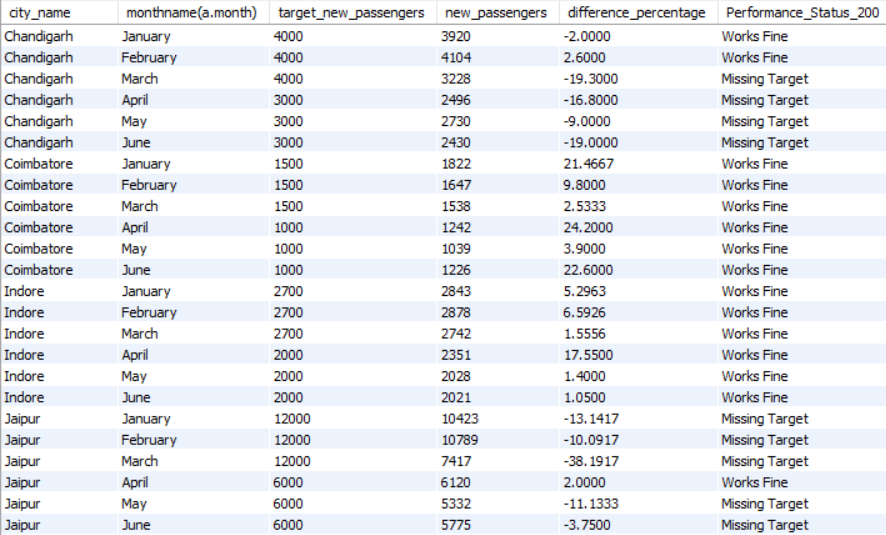 city_name monthname(a.month) target_new_passengers new_passengers difference_percentage Performance_Status_200
Chandigarh January 4000 3920 -2.0000 Works Fine
Chandigarh February 4000 4104 2.6000 Works Fine
Chandigarh March 4000 3228 -19.3000 Missing Target
Chandigarh April 3000 2496 -16.8000 Missing Target
Chandigarh May 3000 2730 -9.0000 Missing Target
Chandigarh June 3000 2430 -19.0000 Missing Target
Coimbatore January 1500 1822 21.4667 Works Fine
Coimbatore February 1500 1647 9.8000 Works Fine
Coimbatore March 1500 1538 2.5333 Works Fine
Coimbatore April 1000 1242 24.2000 Works Fine
Coimbatore May 1000 1039 3.9000 Works Fine
Coimbatore June 1000 1226 22.6000 Works Fine
Indore January 2700 2843 5.2963 Works Fine
Indore February 2700 2878 6.5926 Works Fine
Indore March 2700 2742 1.5556 Works Fine
Indore April 2000 2351 17.5500 Works Fine
Indore May 2000 2028 1.4000 Works Fine
Indore June 2000 2021 1.0500 Works Fine
Jaipur January 12000 10423 -13.1417 Missing Target
Jaipur February 12000 10789 -10.0917 Missing Target
Jaipur March 12000 7417 -38.1917 Missing Target
Jaipur April 6000 6120 2.0000 Works Fine
Jaipur May 6000 5332 -11.1333 Missing Target
Jaipur June 6000 5775 -3.7500 Missing Target